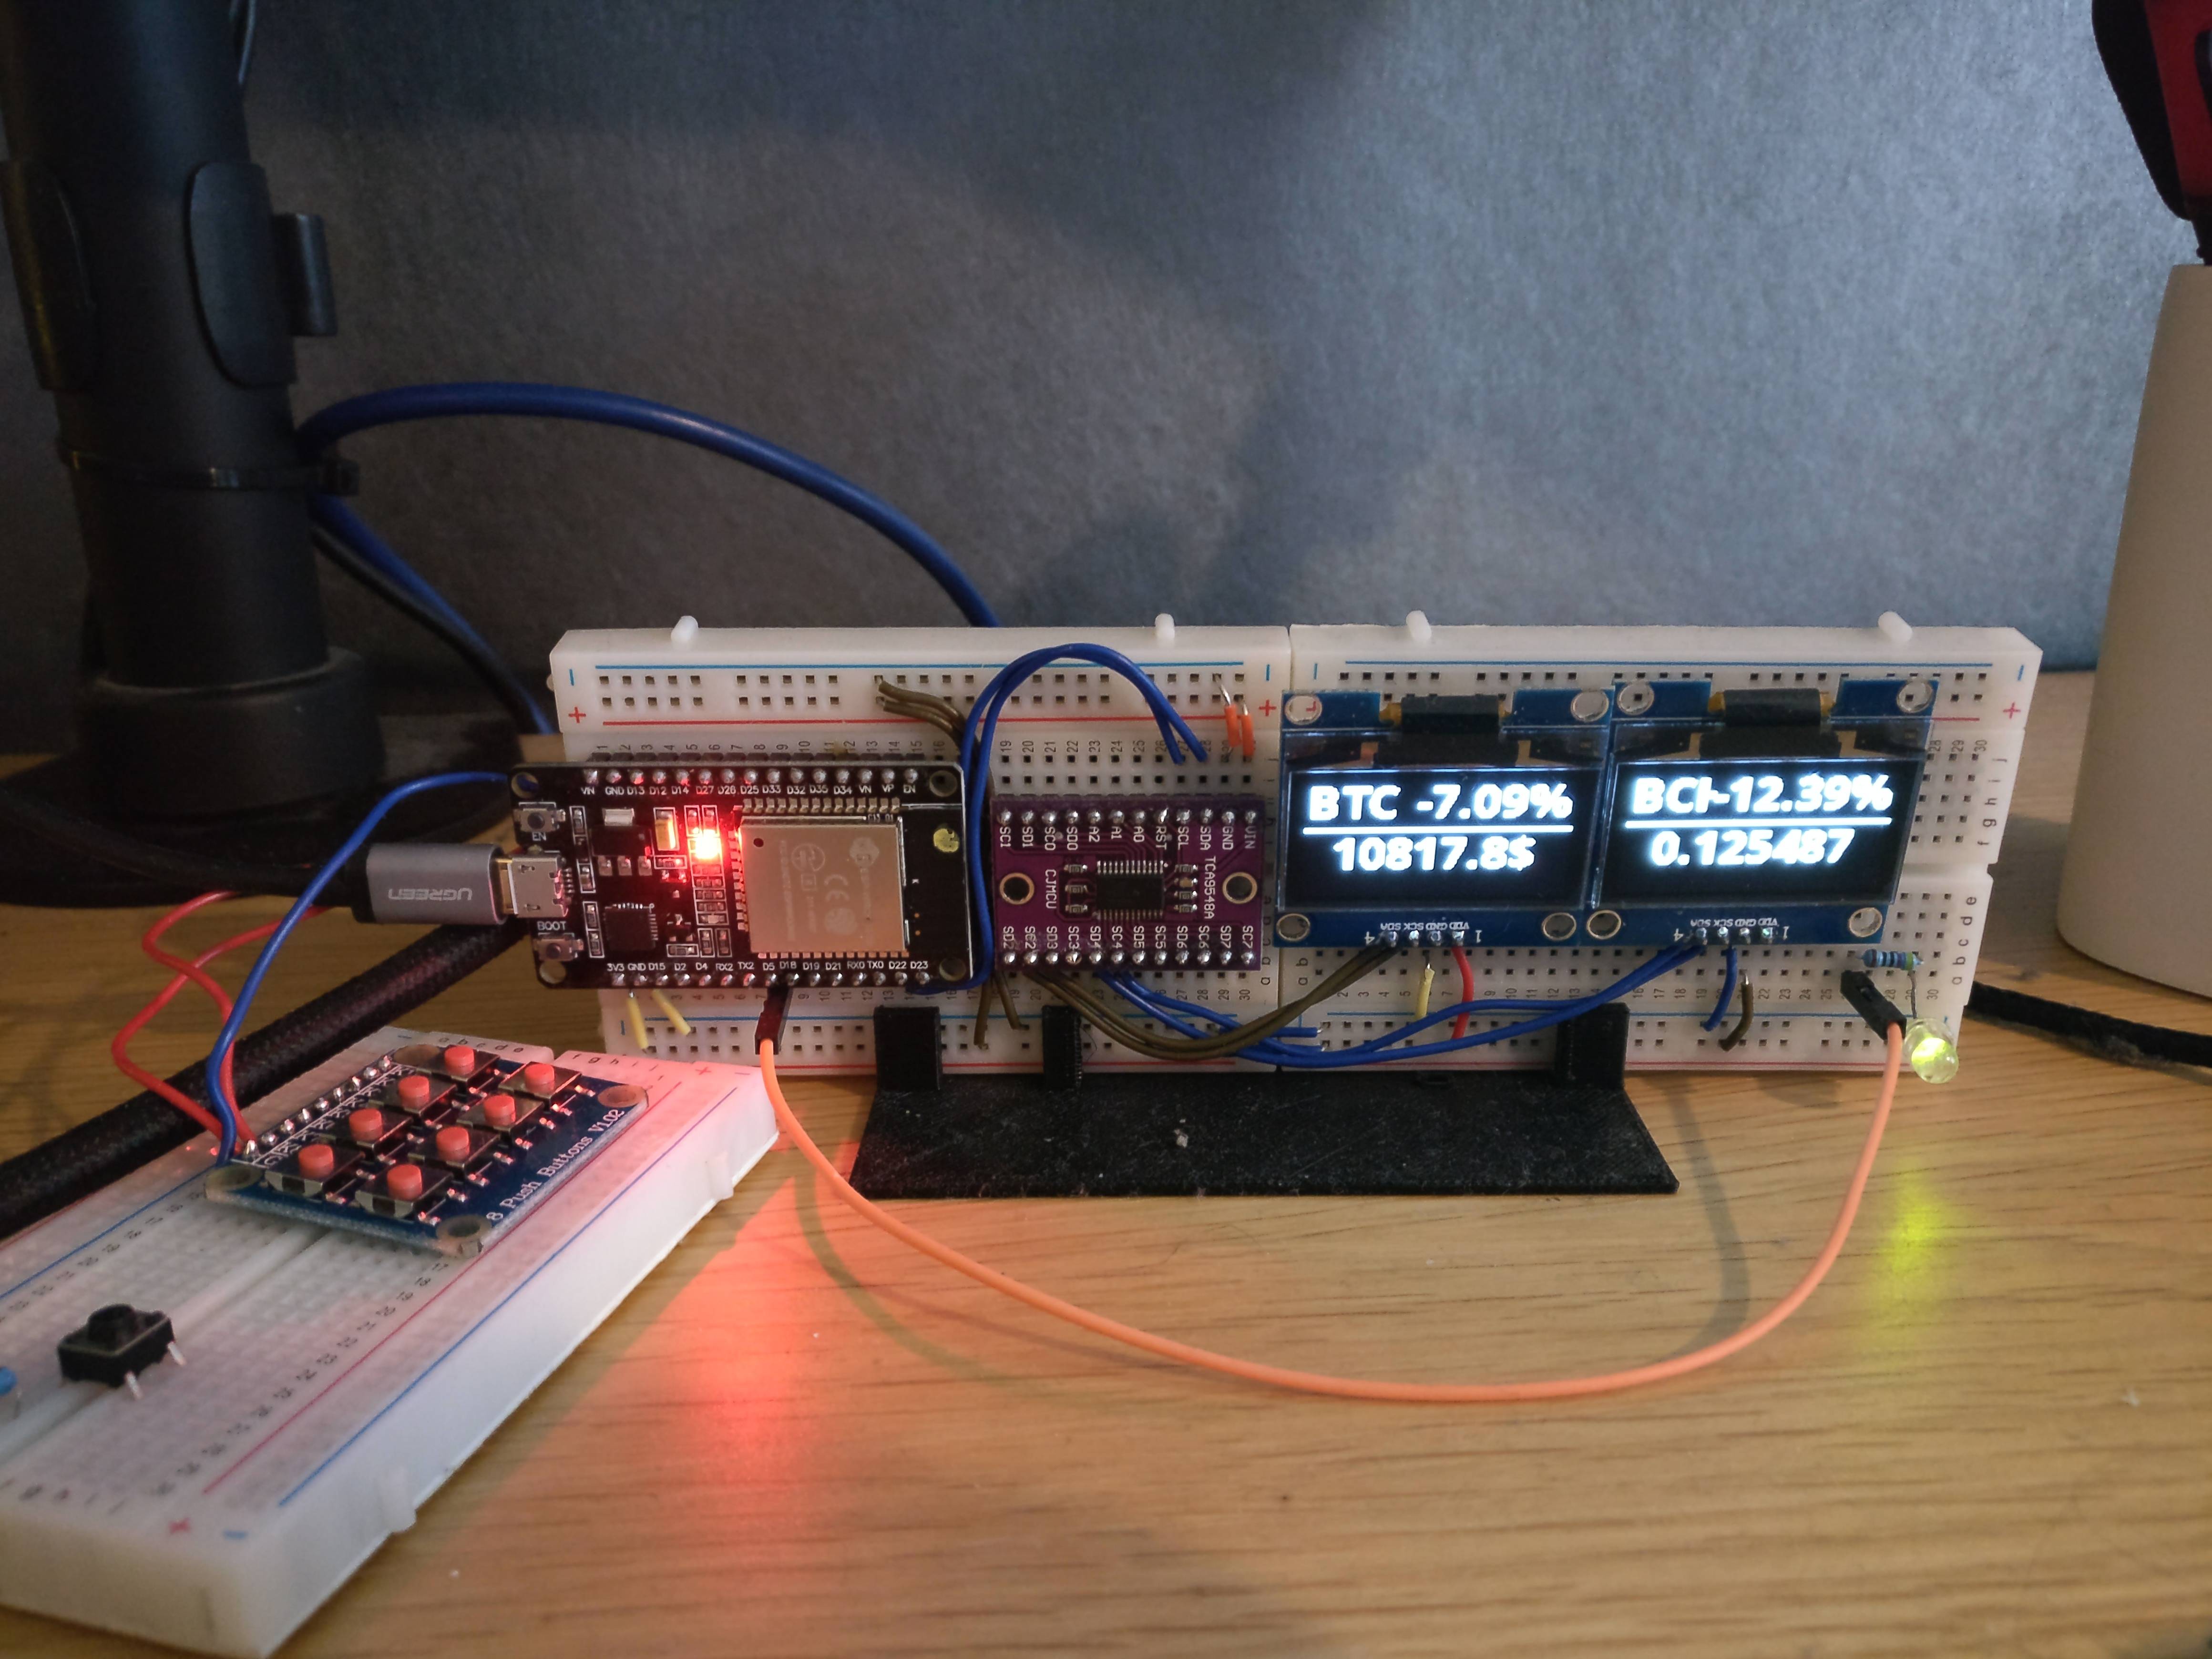 BTC -7.09%
10817.8$
BCI-12.39%
0.125487
VIN GND D13 D12 D14 D27 D26 D25 D33 D32 D35 D34 VN VP EN
UGREEN
EN
BOOT
3V3 GND D15 D2 D4 RX2 TX2 D5 D18 D19 D21 RX0 TX0 D22 D23
SC1 SD1 SC0 SD0 A2 A1 A0 RST SCL SDA GND VIN
CJMCU
TCA9548A
SD2 SC2 SD3 SC3 SD4 SC4 SD5 SC5 SD6 SC6 SD7 SC7
VDD GND SCK SDA
VDD GND SCK SDA
8 Push Buttons V1.02